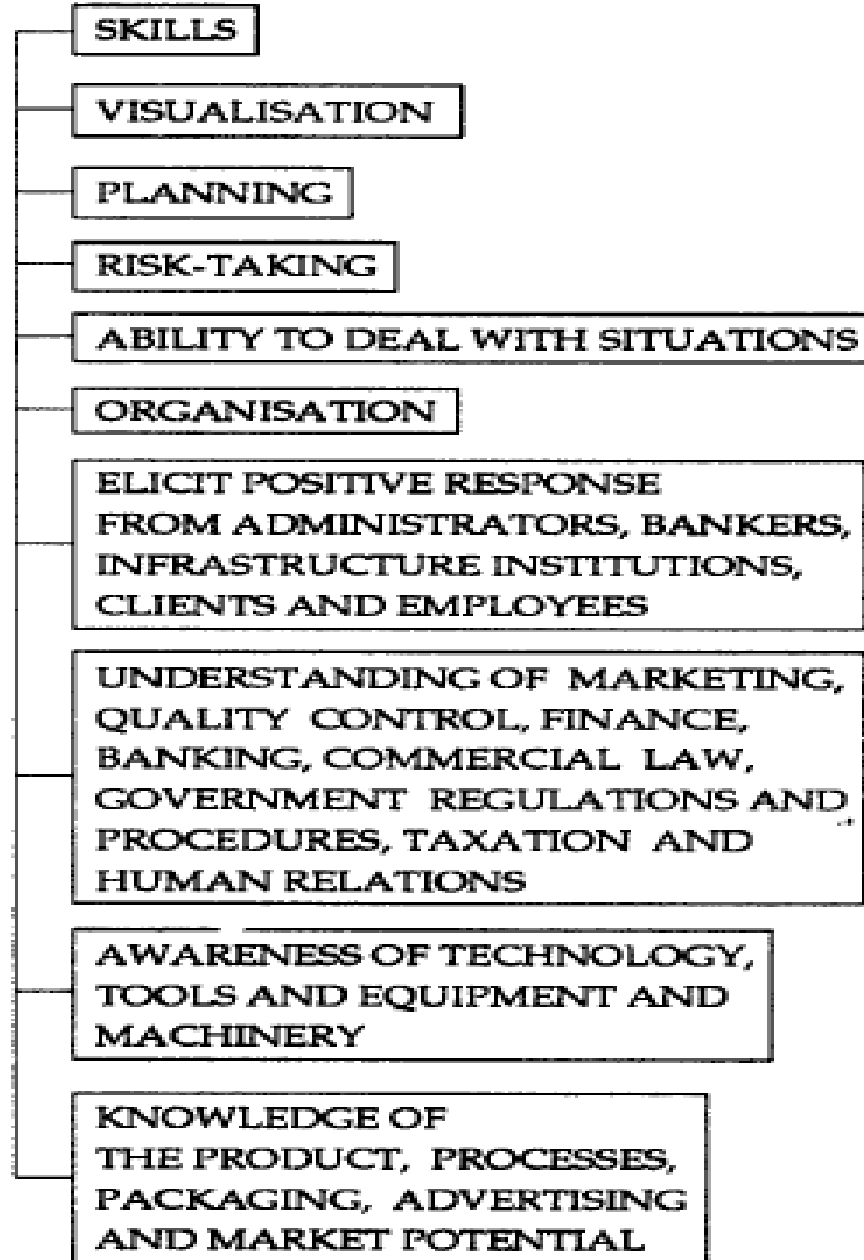 SKILLS
VISUALISATION
PLANNING
RISK-TAKING
ABILITY TO DEAL WITH SITUATIONS
ORGANISATION
ELICIT POSITIVE RESPONSE
FROM ADMINISTRATORS, BANKERS,
INFRASTRUCTURE INSTITUTIONS,
CLIENTS AND EMPLOYEES
UNDERSTANDING OF MARKETING,
QUALITY CONTROL, FINANCE,
BANKING, COMMERCIAL LAW,
GOVERNMENT REGULATIONS AND
PROCEDURES, TAXATION AND
HUMAN RELATIONS
AWARENESS OF TECHNOLOGY,
TOOLS AND EQUIPMENT AND
MACHINERY
KNOWLEDGE OF
THE PRODUCT, PROCESSES,
PACKAGING, ADVERTISING
AND MARKET POTENTIAL